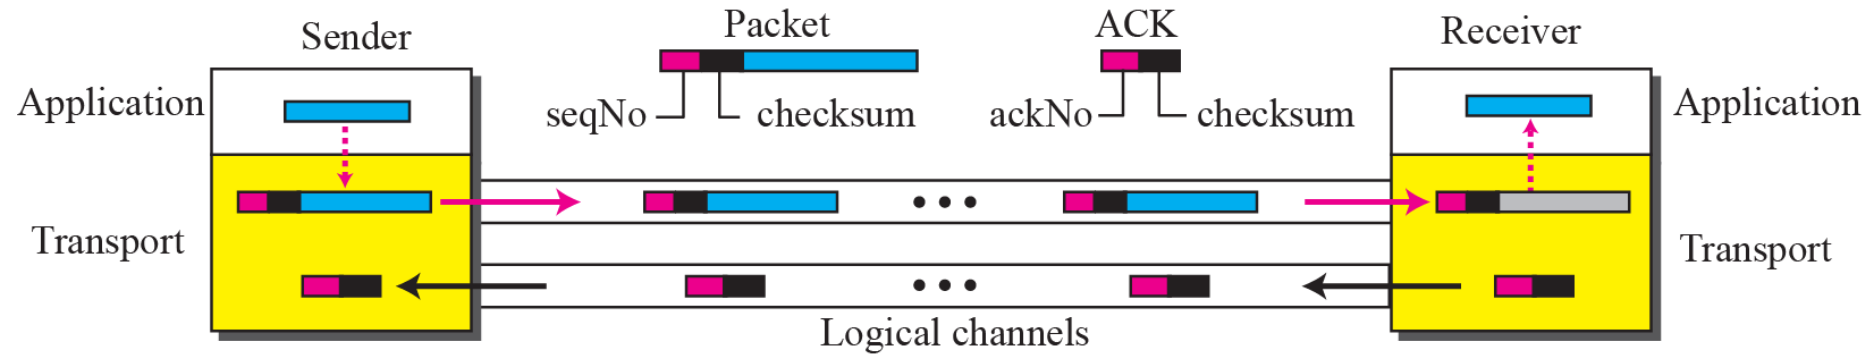 Sender
Packet
ACK
Receiver
Application
seqNo
checksum
ackNo
checksum
Application
Transport
Transport
Logical channels